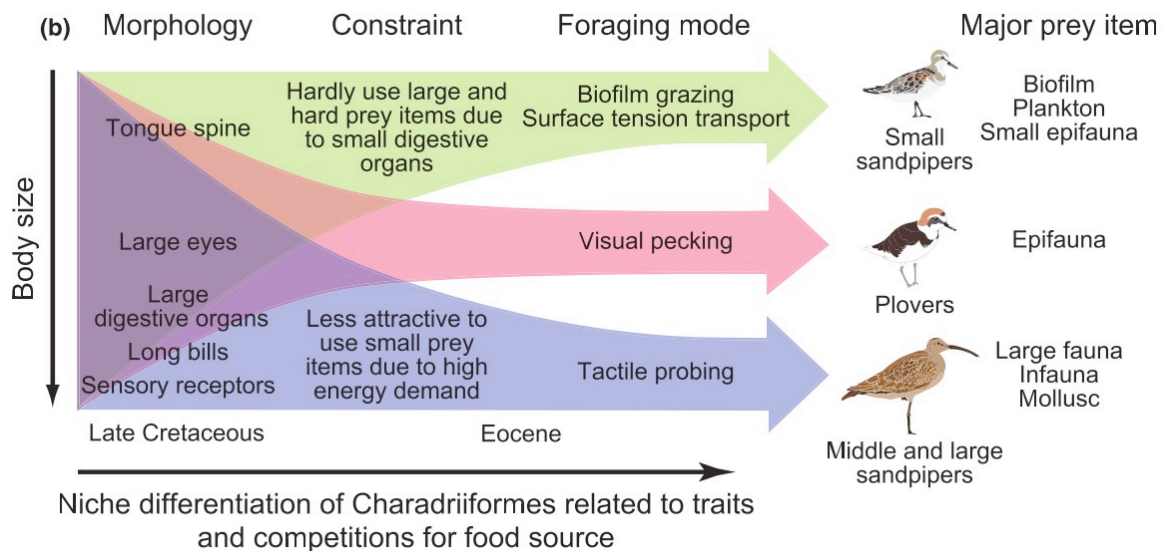 (b)
Morphology
Constraint
Foraging mode
Major prey item
Body size
Tongue spine
Large eyes
Large
digestive organs
Long bills
Sensory receptors
Hardly use large and
hard prey items due
to small digestive
organs
Less attractive to
use small prey
items due to high
energy demand
Biofilm grazing
Surface tension transport
Visual pecking
Tactile probing
Small
sandpipers
Plovers
Middle and large
sandpipers
Biofilm
Plankton
Small epifauna
Epifauna
Large fauna
Infauna
Mollusc
Late Cretaceous
Eocene
Niche differentiation of Charadriiformes related to traits
and competitions for food source